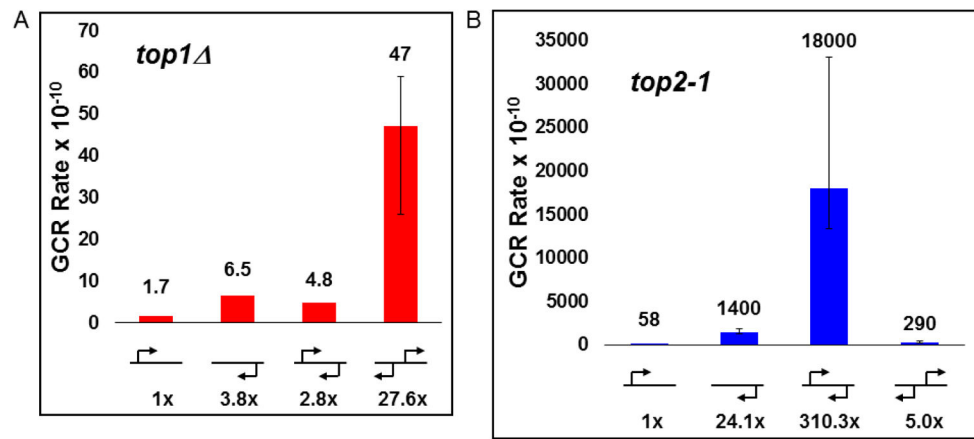 A
GCR Rate x 10-10
70
60
50
40
30
20
10
0
top1Δ
1.7
6.5
4.8
47
1x
3.8x
2.8x
27.6x
B
GCR Rate x 10-10
35000
30000
25000
20000
15000
10000
5000
0
top2-1
58
1400
18000
290
1x
24.1x
310.3x
5.0x